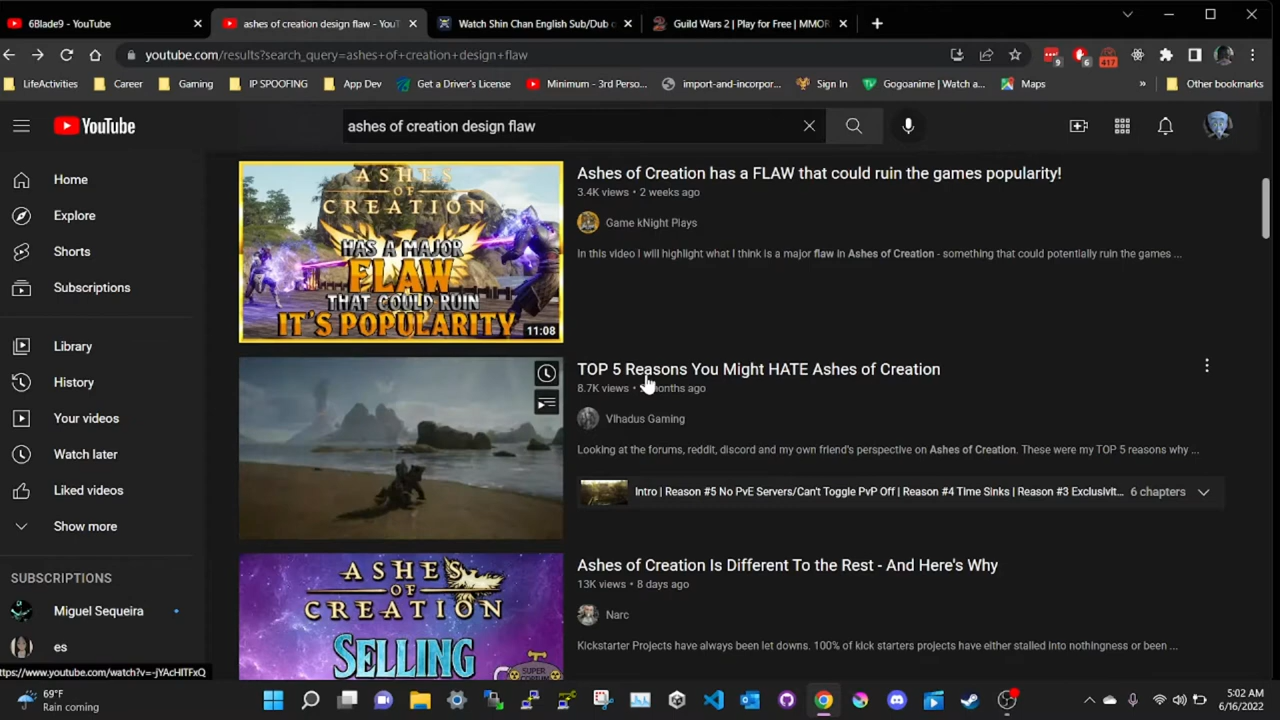 6Blade9 - YouTube
ashes of creation design flaw - YouT
Watch Shin Chan English Sub/Dub o
Guild Wars 2 | Play for Free | MMOR
youtube.com/results?search_query=ashes+of+creation+design+flaw
9
6
417
LifeActivities
Career
Gaming
IP SPOOFING
App Dev
Get a Driver's License
Minimum - 3rd Perso...
import-and-incorpor...
Sign In
Gogoanime | Watch a...
Maps
»
Other bookmarks
YouTube
ashes of creation design flaw
Home
Explore
Shorts
Subscriptions
Library
History
Your videos
Watch later
Liked videos
Show more
SUBSCRIPTIONS
Miguel Sequeira
es
ASHES
OF
CREATION
HAS A MAJOR
FLAW
THAT COULD RUIN
IT'S POPULARITY
11:08
Ashes of Creation has a FLAW that could ruin the games popularity!
3.4K views • 2 weeks ago
Game kNight Plays
In this video I will highlight what I think is a major flaw in Ashes of Creation - something that could potentially ruin the games ...
TOP 5 Reasons You Might HATE Ashes of Creation
8.7K views • months ago
Vlhadus Gaming
Looking at the forums, reddit, discord and my own friend's perspective on Ashes of Creation. These were my TOP 5 reasons why ...
Intro | Reason #5 No PvE Servers/Can't Toggle PvP Off | Reason #4 Time Sinks | Reason #3 Exclusivit...
6 chapters
ASHES
OF
CREATION
SELLING
SUPER
Ashes of Creation Is Different To the Rest - And Here's Why
13K views • 8 days ago
Narc
Kickstarter Projects have always been let downs. 100% of kick starters projects have either stalled into nothingness or been ...
ttps://www.youtube.com/watch?v=-jYAcHITFxQ
69°F
Rain coming
5:02 AM
6/16/2022